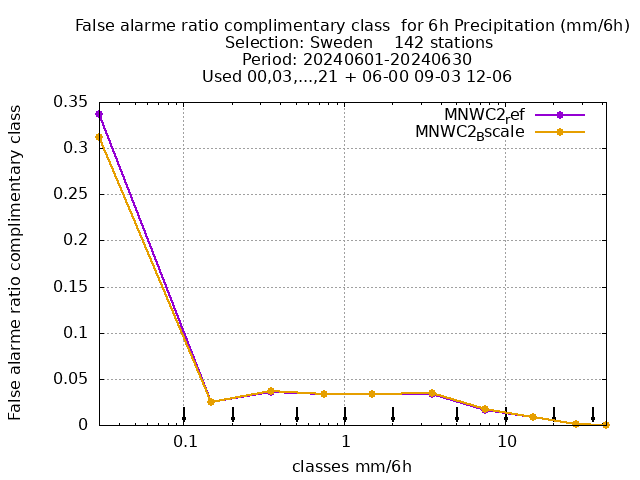 False alarme ratio complimentary class  for 6h Precipitation (mm/6h)
Selection: Sweden    142 stations
Period: 20240601-20240630
Used 00,03,...,21 + 06-00 09-03 12-06
MNWC2ref
MNWC2Bscale
0.35
0.3
0.25
0.2
0.15
0.1
0.05
0
False alarme ratio complimentary class
0.1
1
10
classes mm/6h